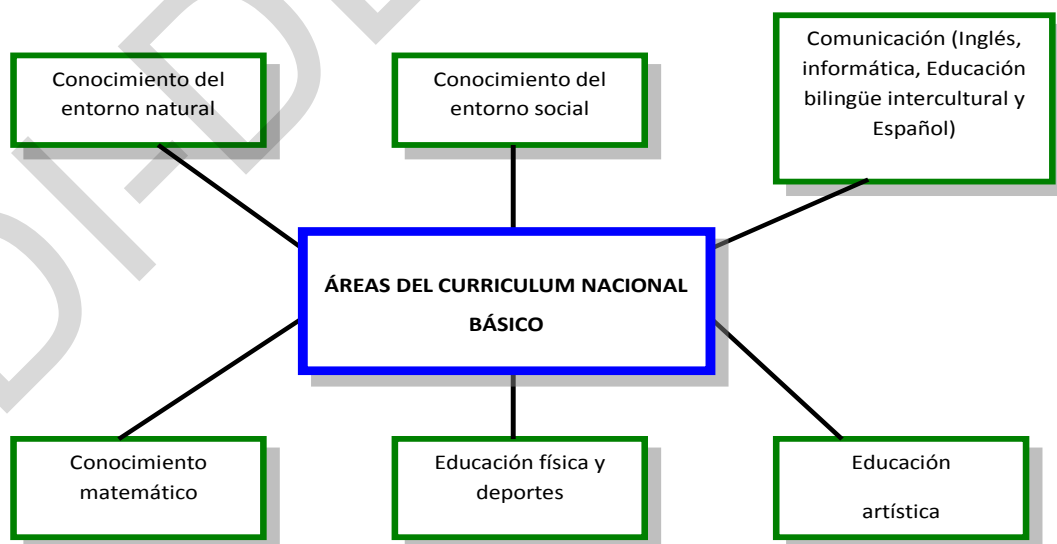 Conocimiento del
entorno natural
Conocimiento del
entorno social
Comunicación (Inglés,
informática, Educación
bilingüe intercultural y
Español)
ÁREAS DEL CURRICULUM NACIONAL
BÁSICO
Conocimiento
matemático
Educación física y
deportes
Educación
artística